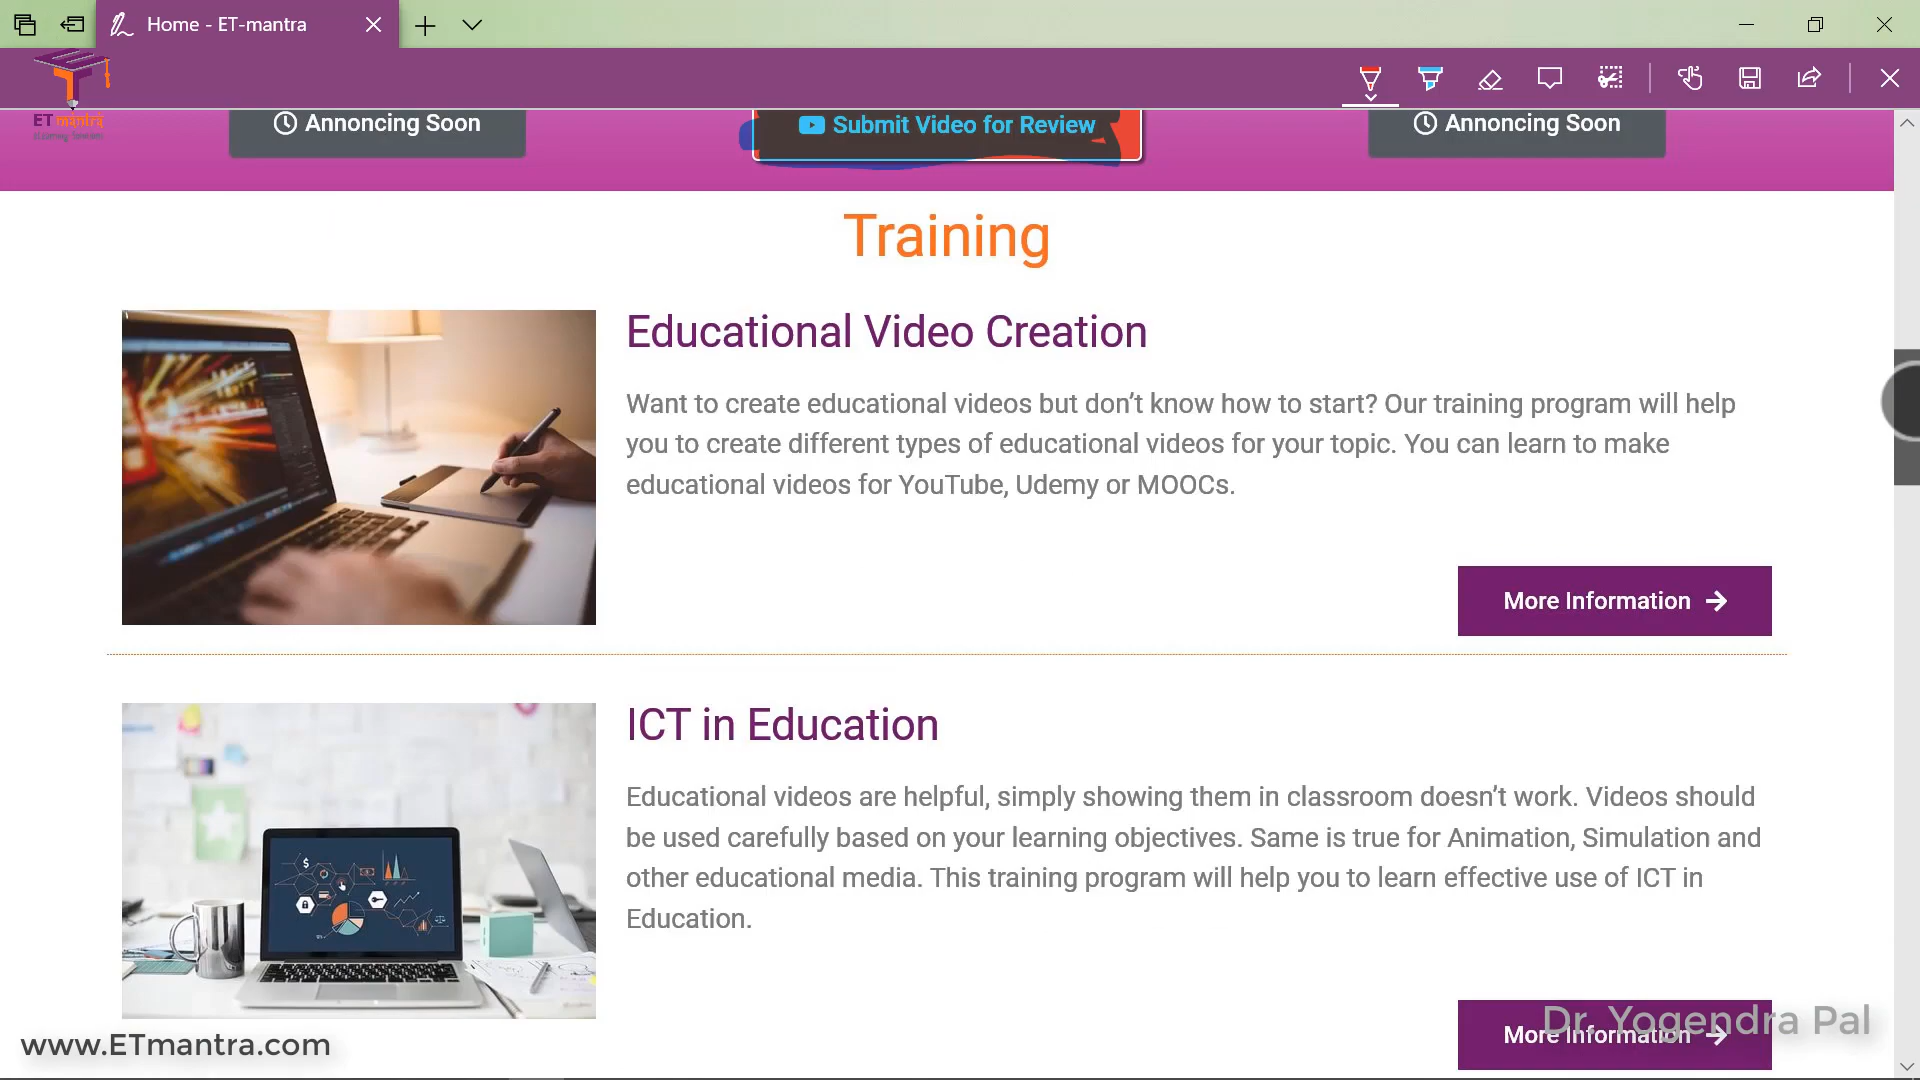 Home - ET-mantra
ET mantra
Annoncing Soon
Submit Video for Review
Annoncing Soon
Training
Educational Video Creation
Want to create educational videos but don’t know how to start? Our training program will help
you to create different types of educational videos for your topic. You can learn to make
educational videos for YouTube, Udemy or MOOCs.
More Information
ICT in Education
Educational videos are helpful, simply showing them in classroom doesn’t work. Videos should
be used carefully based on your learning objectives. Same is true for Animation, Simulation and
other educational media. This training program will help you to learn effective use of ICT in
Education.
More Information
Dr. Yogendra Pal
www.ETmantra.com